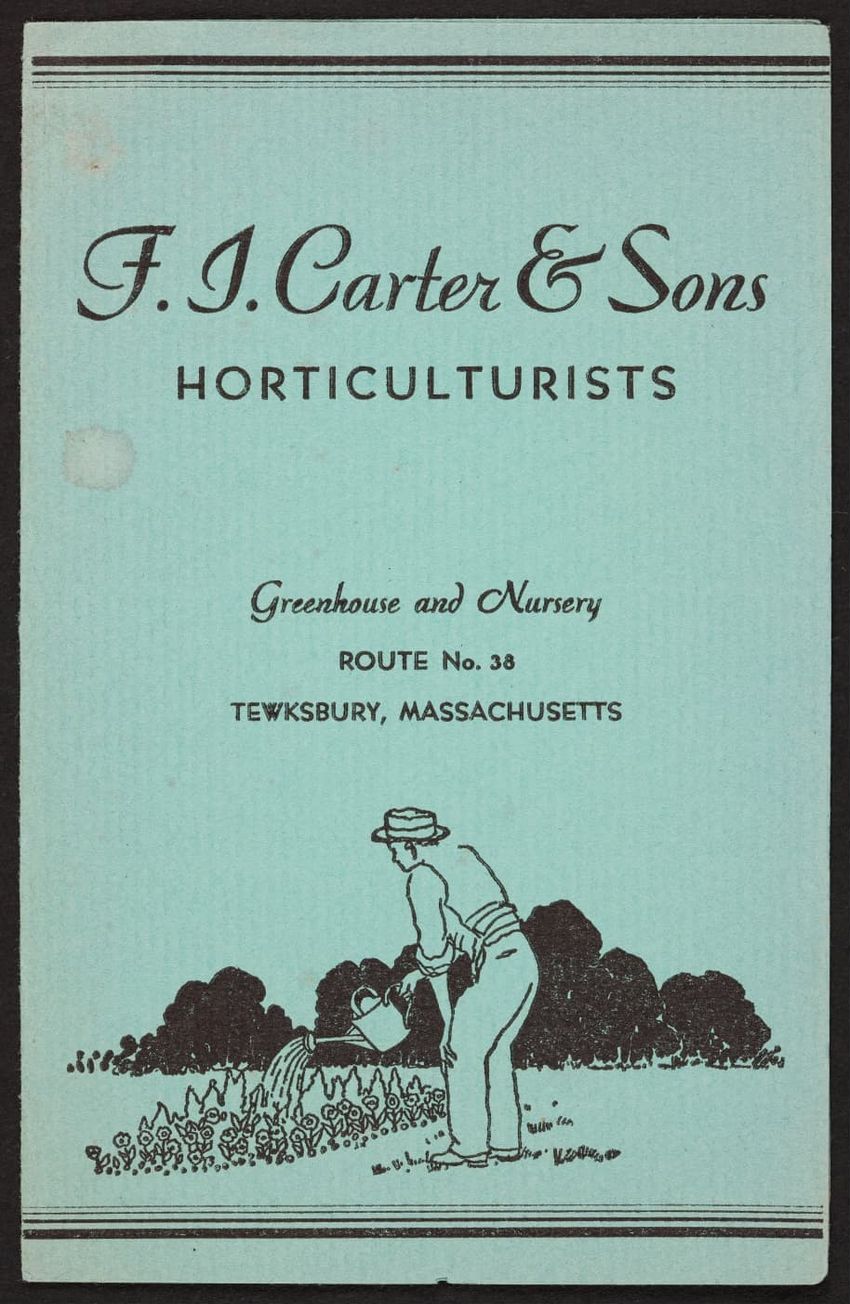 F. I. Carter & Sons
HORTICULTURISTS
Greenhouse and Nursery
ROUTE No. 38
TEWKSBURY, MASSACHUSETTS